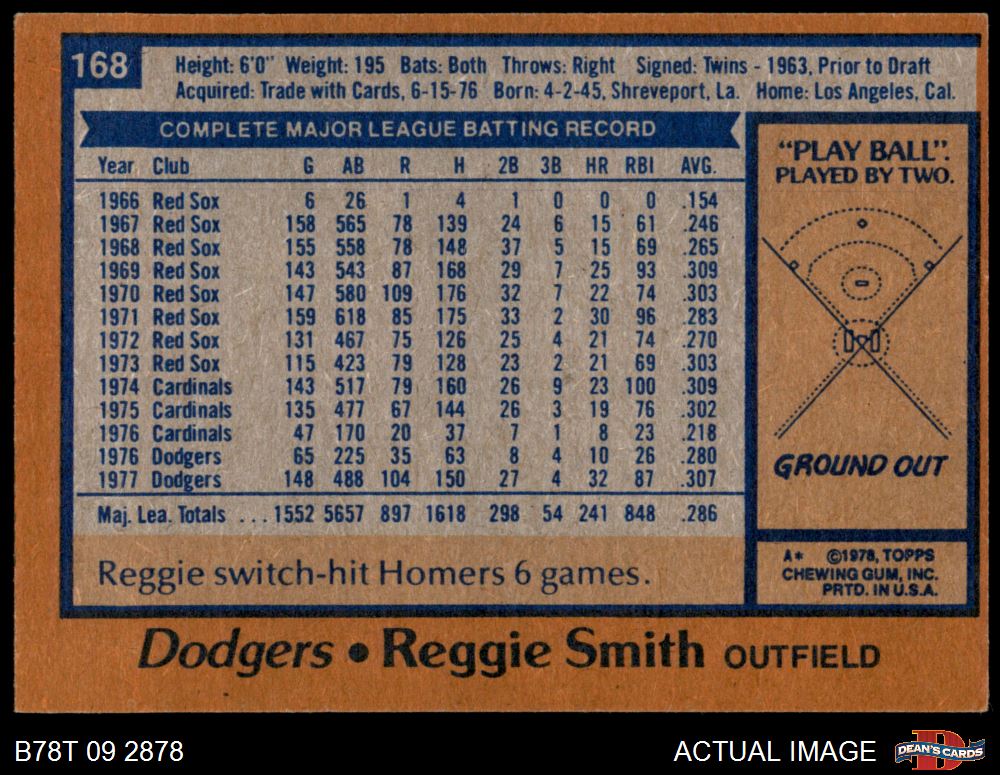 168
Height: 6'0" Weight: 195 Bats: Both Throws: Right Signed: Twins - 1963, Prior to Draft
Acquired: Trade with Cards, 6-15-76 Born: 4-2-45, Shreveport, La. Home: Los Angeles, Cal.
COMPLETE MAJOR LEAGUE BATTING RECORD
Year Club G AB R H 2B 3B HR RBI AVG.
1966 Red Sox 6 26 1 4 1 0 0 0 .154
1967 Red Sox 158 565 78 139 24 6 15 61 .246
1968 Red Sox 155 558 78 148 37 5 15 69 .265
1969 Red Sox 143 543 87 168 29 7 25 93 .309
1970 Red Sox 147 580 109 176 32 7 22 74 .303
1971 Red Sox 159 618 85 175 33 2 30 96 .283
1972 Red Sox 131 467 75 126 25 4 21 74 .270
1973 Red Sox 115 423 79 128 23 2 21 69 .303
1974 Cardinals 143 517 79 160 26 9 23 100 .309
1975 Cardinals 135 477 67 144 26 3 19 76 .302
1976 Cardinals 47 170 20 37 7 1 8 23 .218
1976 Dodgers 65 225 35 63 8 4 10 26 .280
1977 Dodgers 148 488 104 150 27 4 32 87 .307
Maj. Lea. Totals ... 1552 5657 897 1618 298 54 241 848 .286
Reggie switch-hit Homers 6 games.
"PLAY BALL".
PLAYED BY TWO.
GROUND OUT
A* ©1978, TOPPS
CHEWING GUM, INC.
PRTD. IN U.S.A.
Dodgers • Reggie Smith OUTFIELD
B78T 09 2878
ACTUAL IMAGE
DEAN'S CARDS